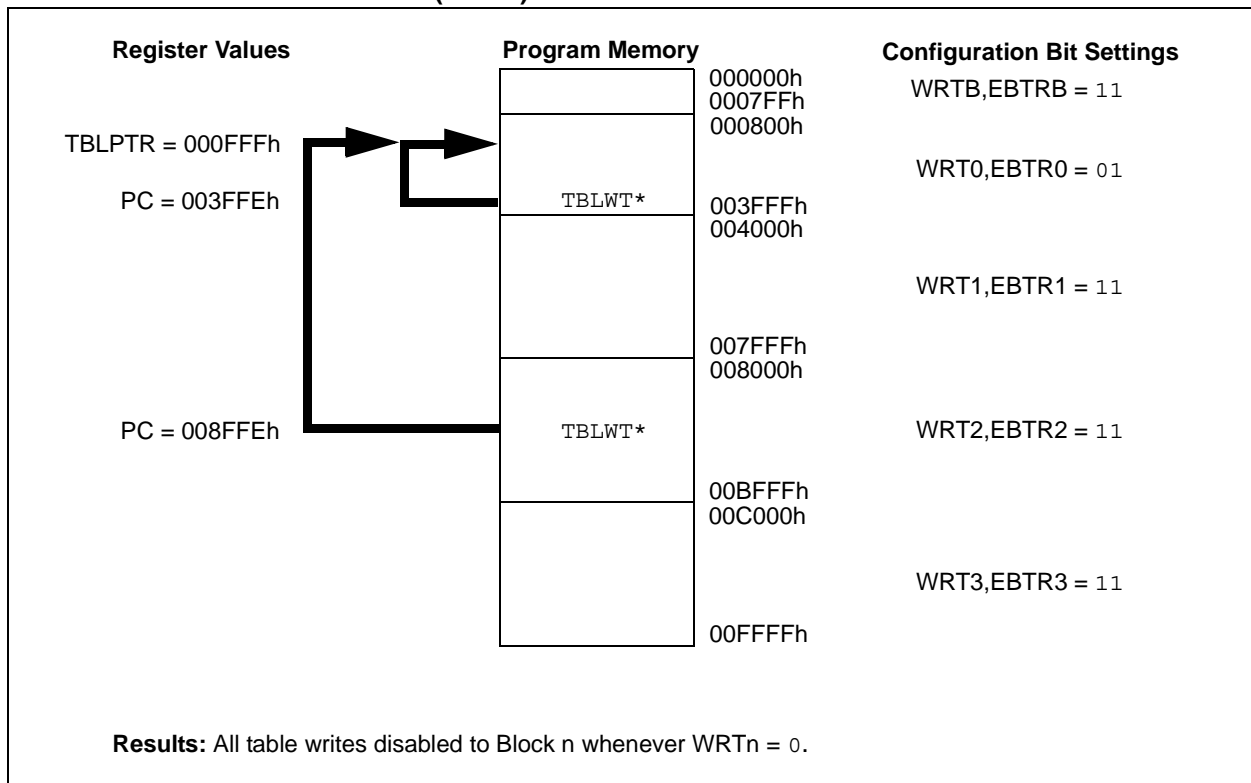 Register Values Program Memory Configuration Bit Settings
000000h WRTB,EBTRB = 11
0007FFh
000800h
TBLPTR = 000FFFh
WRT0,EBTR0 = 01
PC = 003FFEh TBLWT* 003FFFh
004000h
WRT1,EBTR1 = 11
007FFFh
008000h
PC = 008FFEh TBLWT* WRT2,EBTR2 = 11
00BFFFh
00C000h
WRT3,EBTR3 = 11
00FFFFh
Results: All table writes disabled to Block n whenever WRTn = 0.